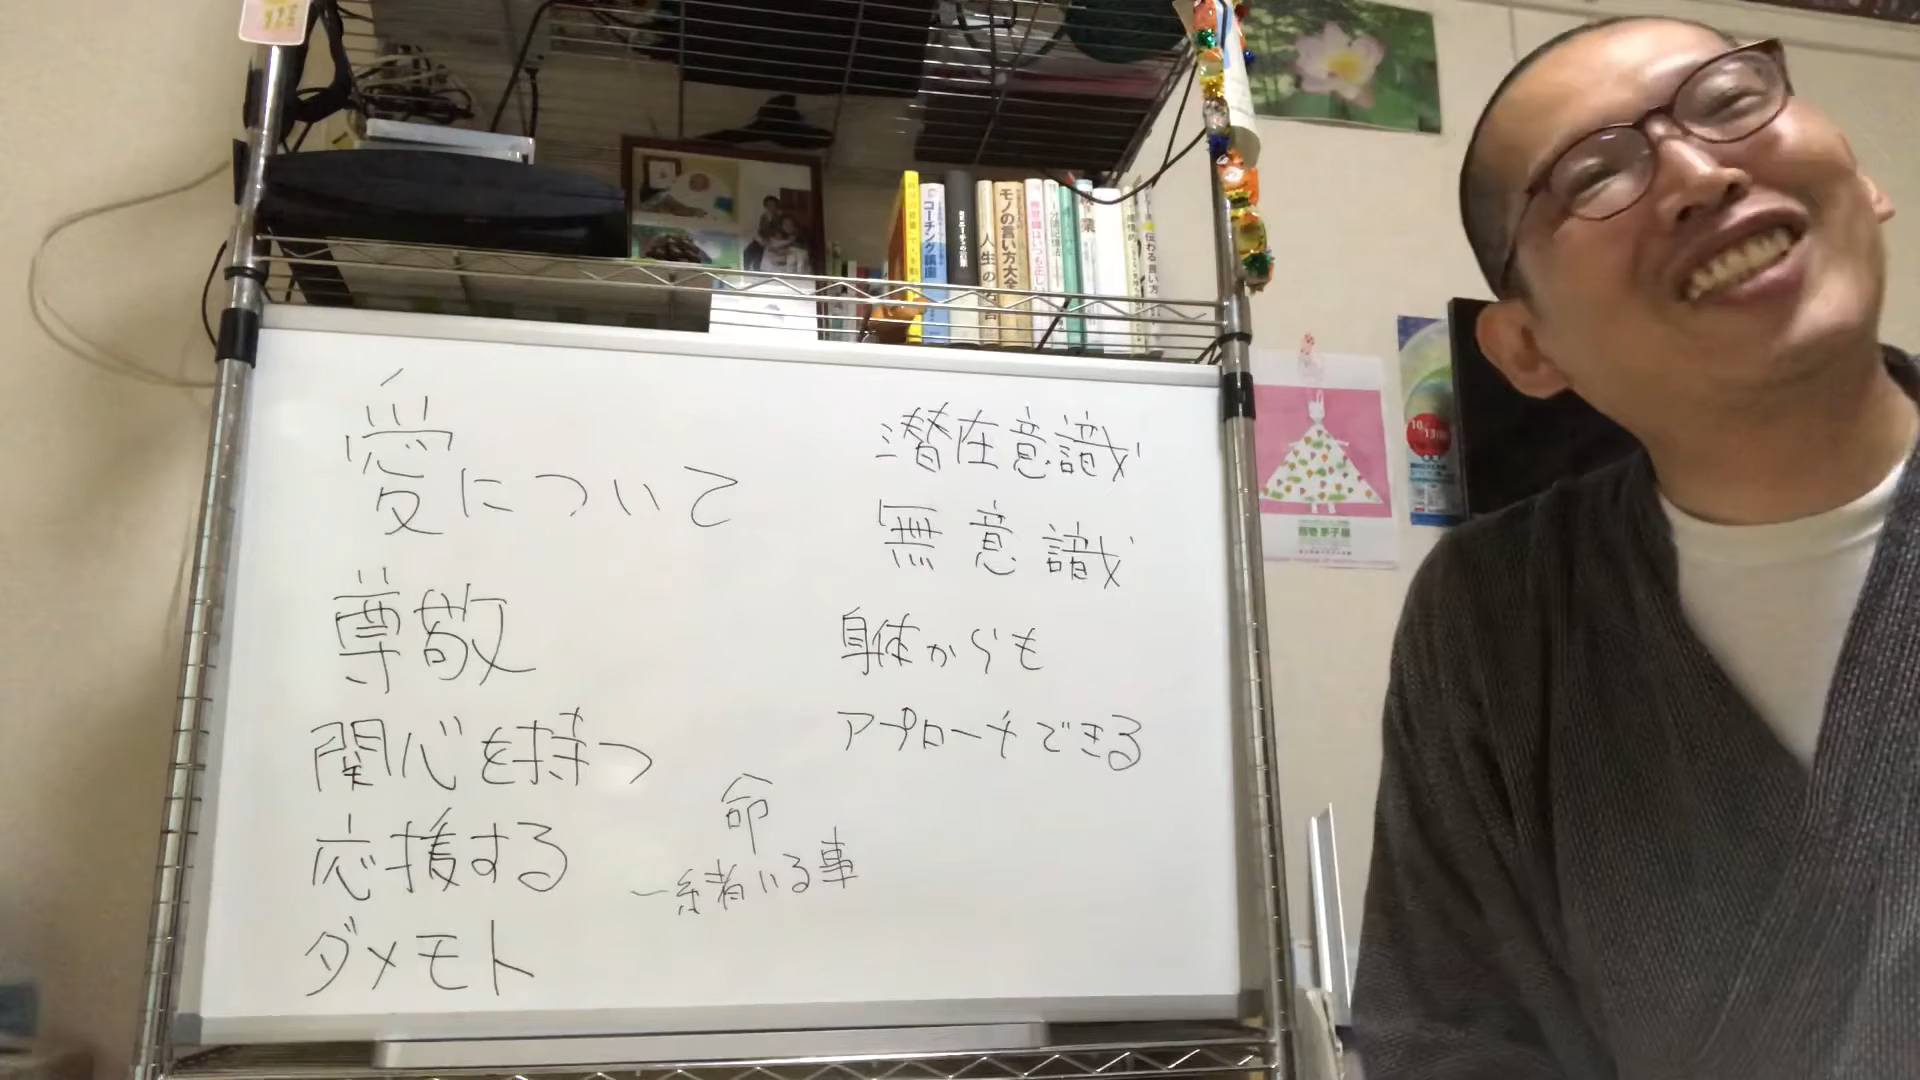 愛について
尊敬
関心を持つ
応援する
ダメモト
命
一緒いる事
潜在意識
無意識
身体からも
アプローチできる
コーチング講座
人生の
モノの言い方大全
伝わる言い方
10/13